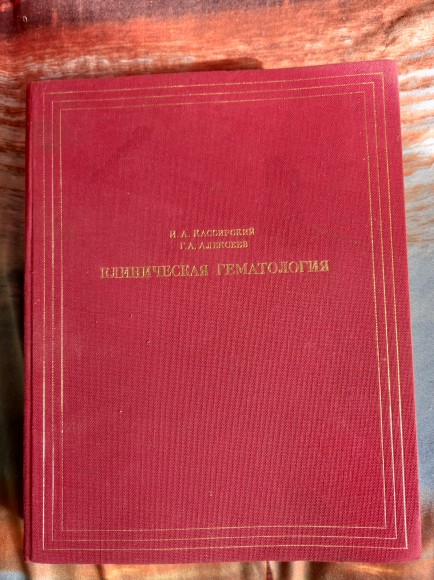 И. А. КАССИРСКИЙ
Г. А. АЛЕКСЕЕВ
КЛИНИЧЕСКАЯ ГЕМАТОЛОГИЯ